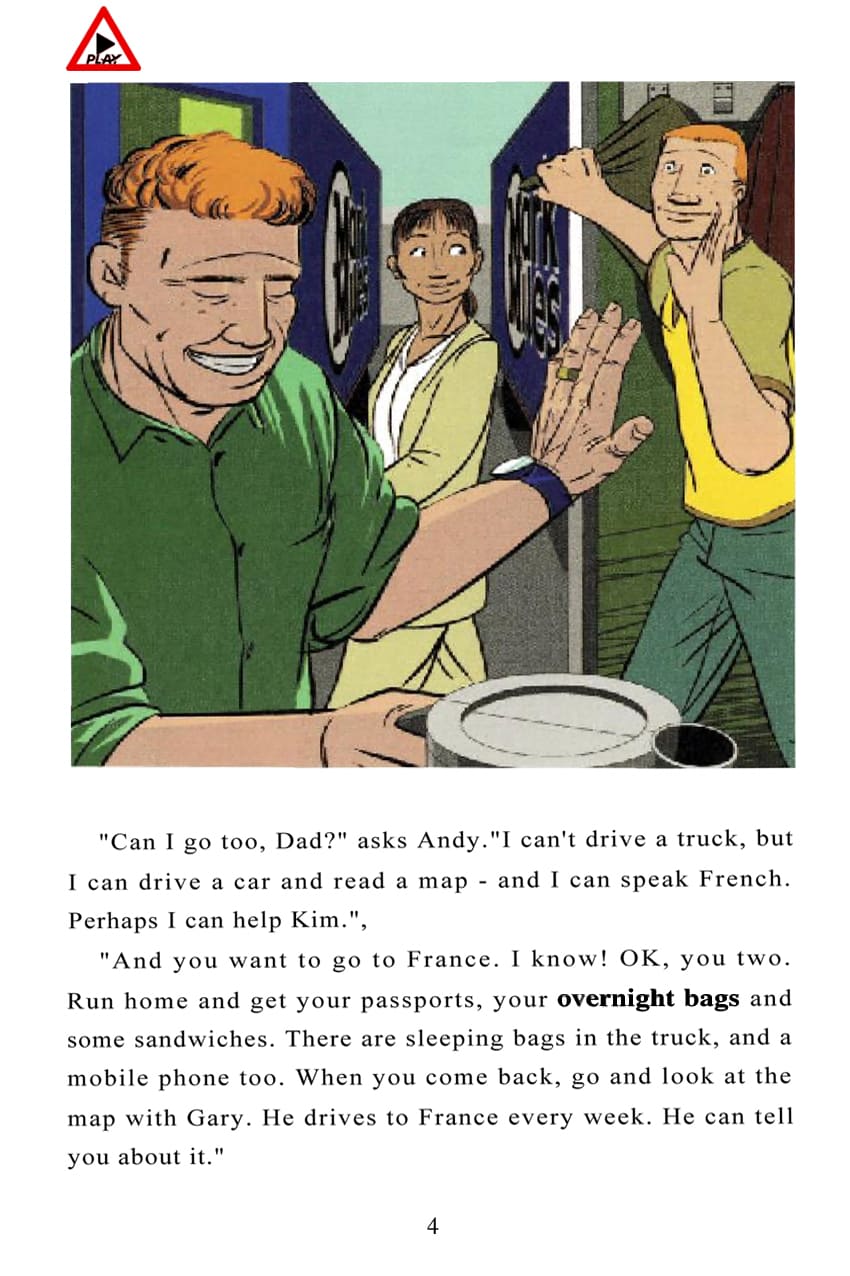 PLAY
Mark
Miles
Mark
Miles
"Can I go too, Dad?" asks Andy."I can't drive a truck, but
I can drive a car and read a map - and I can speak French.
Perhaps I can help Kim.",
"And you want to go to France. I know! OK, you two.
Run home and get your passports, your overnight bags and
some sandwiches. There are sleeping bags in the truck, and a
mobile phone too. When you come back, go and look at the
map with Gary. He drives to France every week. He can tell
you about it."
4